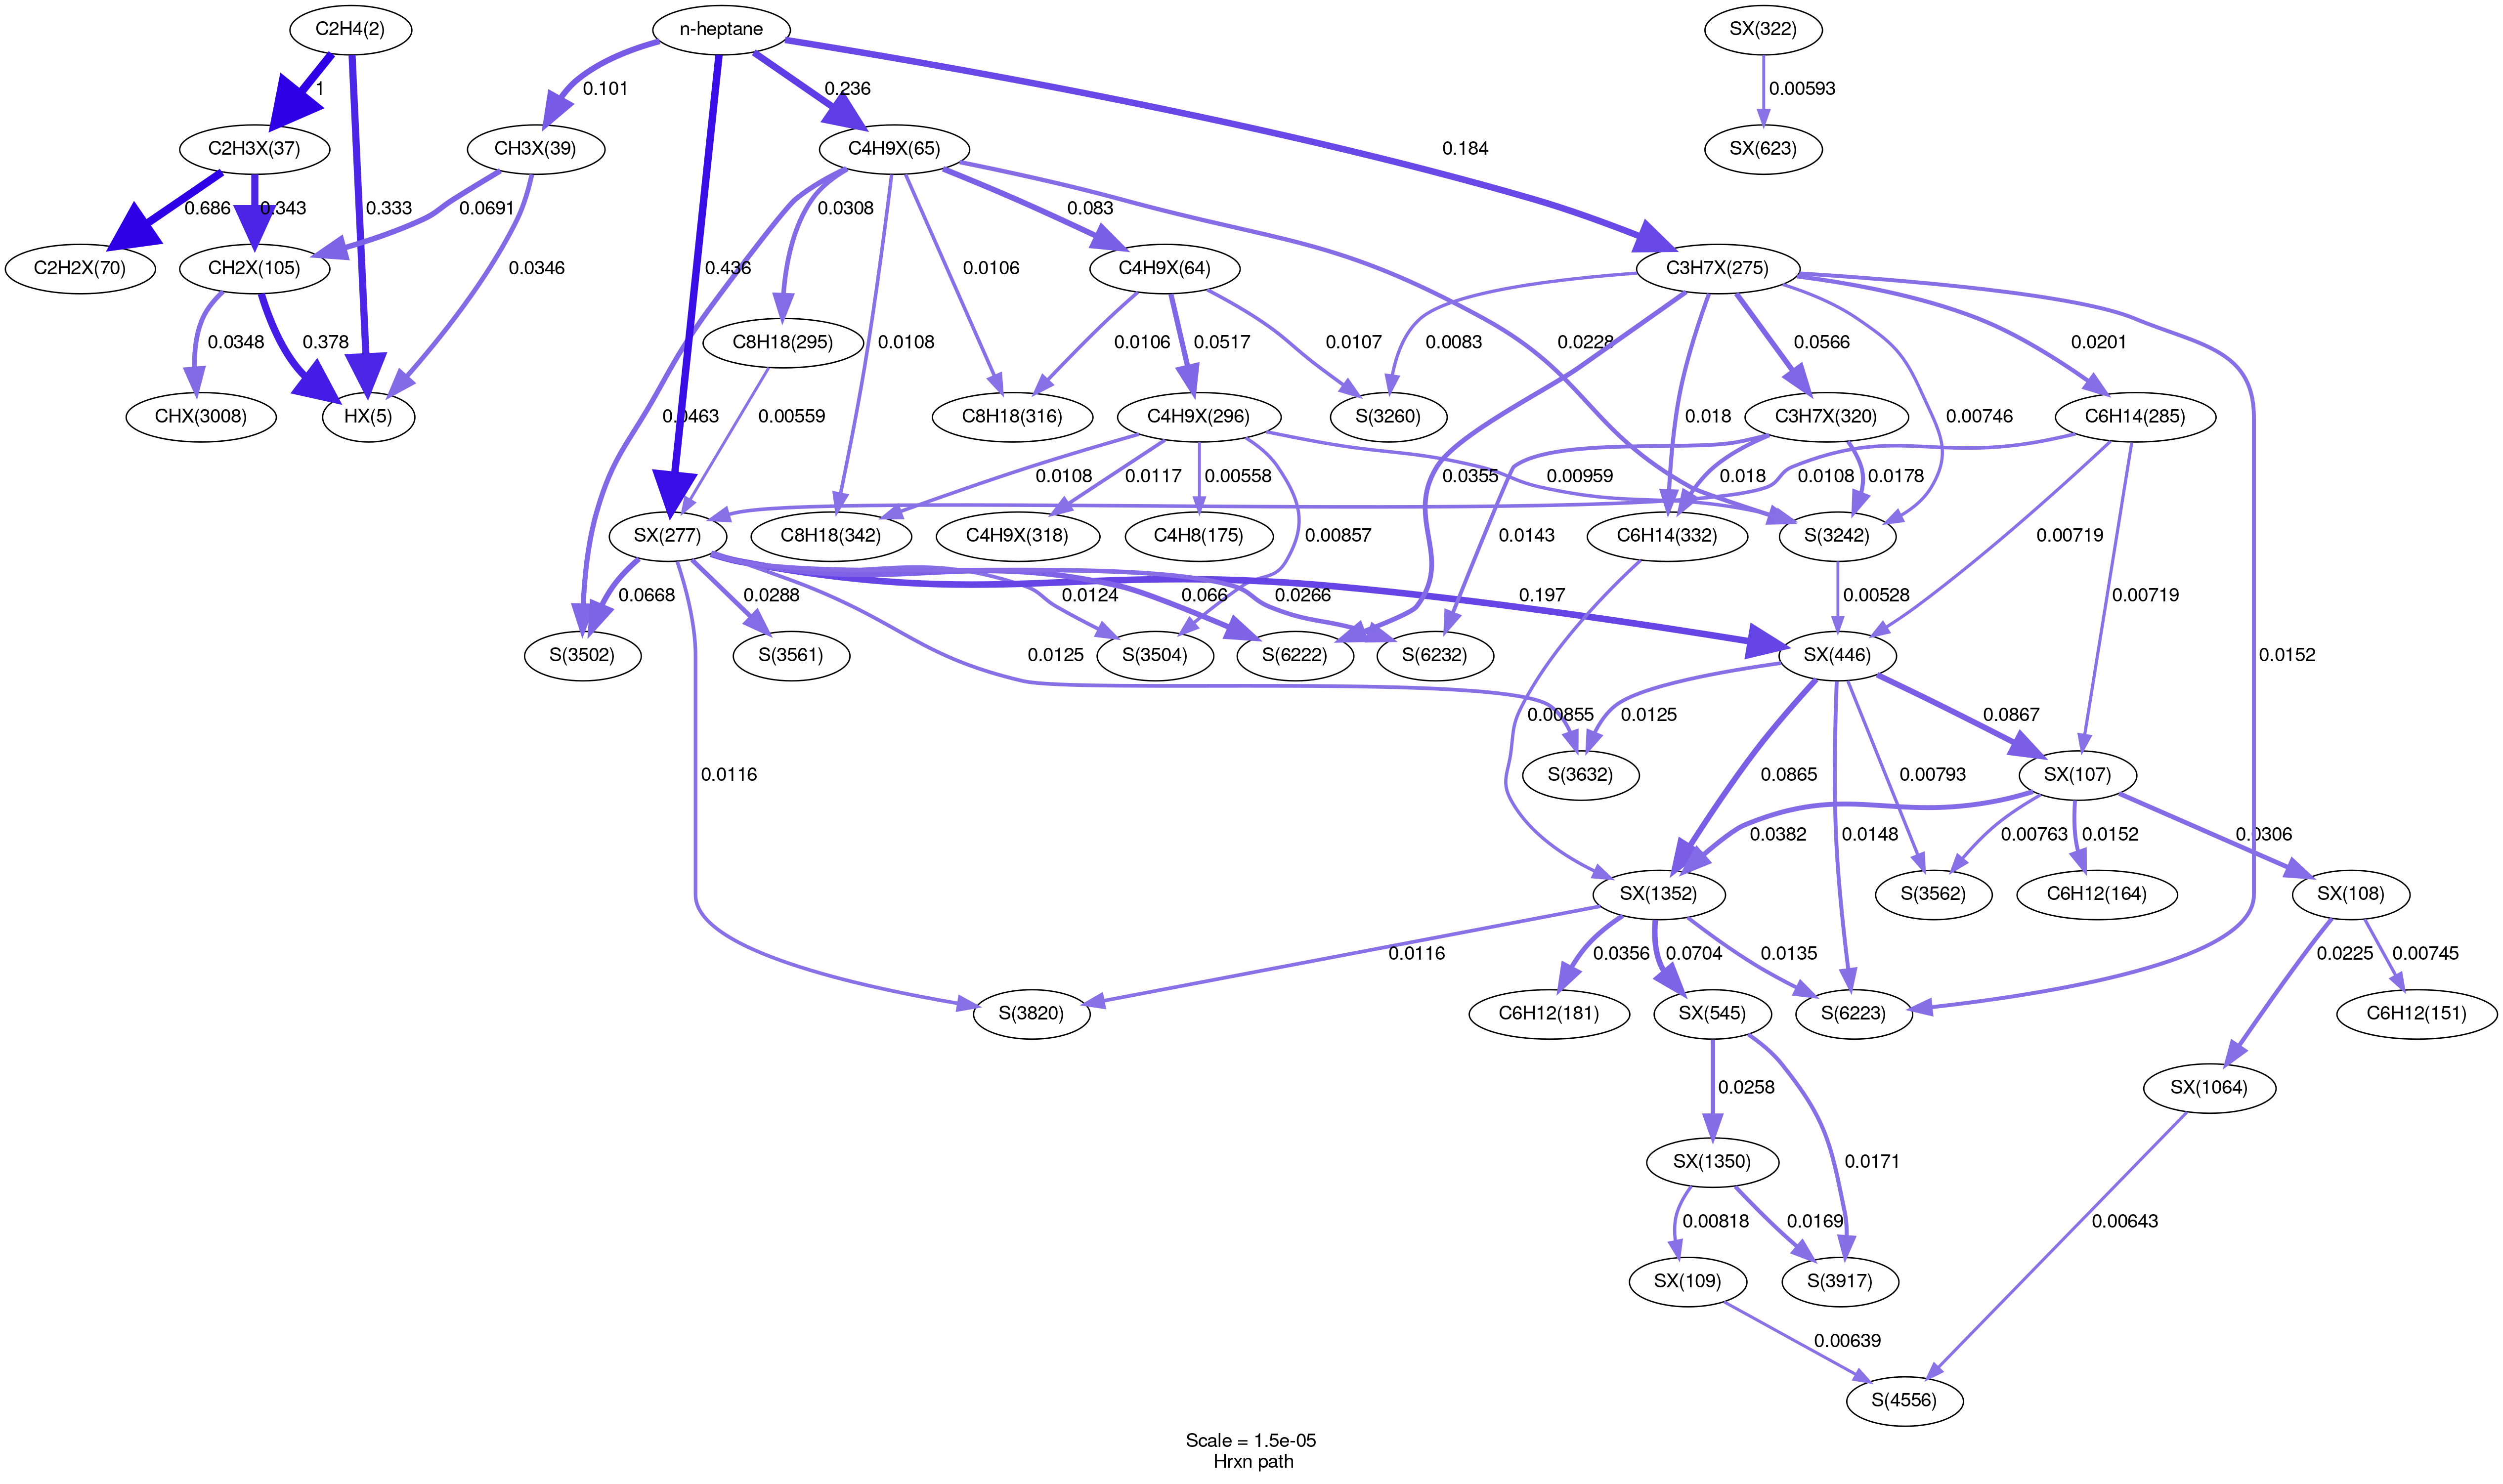 C2H4(2)
n-heptane
SX(322)
1
0.101
0.236
0.00593
C2H3X(37)
CH3X(39)
C4H9X(65)
0.184
SX(623)
0.686
0.343
0.333
0.0691
0.0308
0.083
C2H2X(70)
CH2X(105)
0.436
0.0106
C4H9X(64)
C3H7X(275)
0.0346
0.0348
0.378
C8H18(295)
0.0108
0.0106
0.0517
0.0107
0.0083
0.0228
0.0566
0.0201
CHX(3008)
HX(5)
0.0463
0.00559
C8H18(316)
C4H9X(296)
S(3260)
0.018
C3H7X(320)
0.00746
C6H14(285)
0.0108
0.0117
0.00558
0.00959
0.0355
0.018
0.0178
0.0108
SX(277)
C8H18(342)
C4H9X(318)
C4H8(175)
0.00857
0.0143
C6H14(332)
S(3242)
0.00719
0.00719
0.0668
0.0288
0.0124
0.066
0.0266
0.197
0.00528
S(3502)
S(3561)
0.0125
S(3504)
S(6222)
S(6232)
SX(446)
0.0152
0.00855
0.0125
0.0867
0.0116
S(3632)
0.0865
0.00793
SX(107)
0.0148
0.0382
0.00763
0.0152
0.0306
SX(1352)
S(3562)
C6H12(164)
SX(108)
0.0116
0.0356
0.0704
0.0135
0.0225
0.00745
S(3820)
C6H12(181)
SX(545)
S(6223)
C6H12(151)
0.0258
SX(1064)
SX(1350)
0.0171
0.00818
0.0169
0.00643
SX(109)
S(3917)
0.00639
S(4556)
Scale = 1.5e-05
Hrxn path